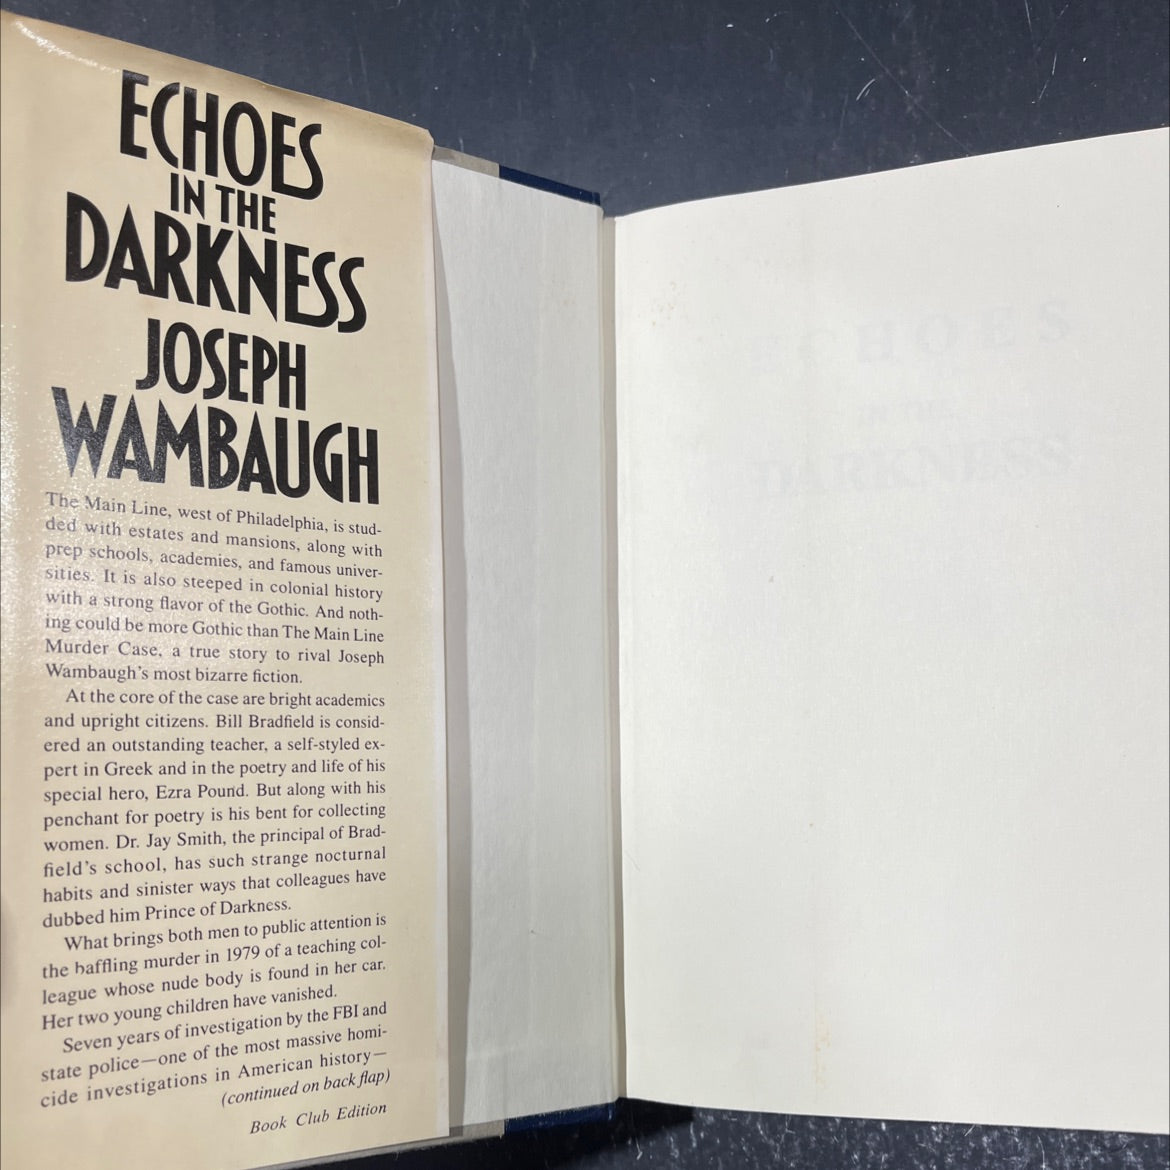 ECHOES
IN THE
DARKNESS
JOSEPH
WAMBAUGH
The Main Line, west of Philadelphia, is stud-
ded with estates and mansions, along with
prep schools, academies, and famous univer-
sities. It is also steeped in colonial history
with a strong flavor of the Gothic. And noth-
ing could be more Gothic than The Main Line
Murder Case, a true story to rival Joseph
Wambaugh's most bizarre fiction.
At the core of the case are bright academics
and upright citizens. Bill Bradfield is consid-
ered an outstanding teacher, a self-styled ex-
pert in Greek and in the poetry and life of his
special hero, Ezra Pound. But along with his
penchant for poetry is his bent for collecting
women. Dr. Jay Smith, the principal of Brad-
field's school, has such strange nocturnal
habits and sinister ways that colleagues have
dubbed him Prince of Darkness.
What brings both men to public attention is
the baffling murder in 1979 of a teaching col-
league whose nude body is found in her car.
Her two young children have vanished.
Seven years of investigation by the FBI and
state police—one of the most massive homi-
cide investigations in American history—
(continued on back flap)
Book Club Edition
ECHOES
DARKNESS